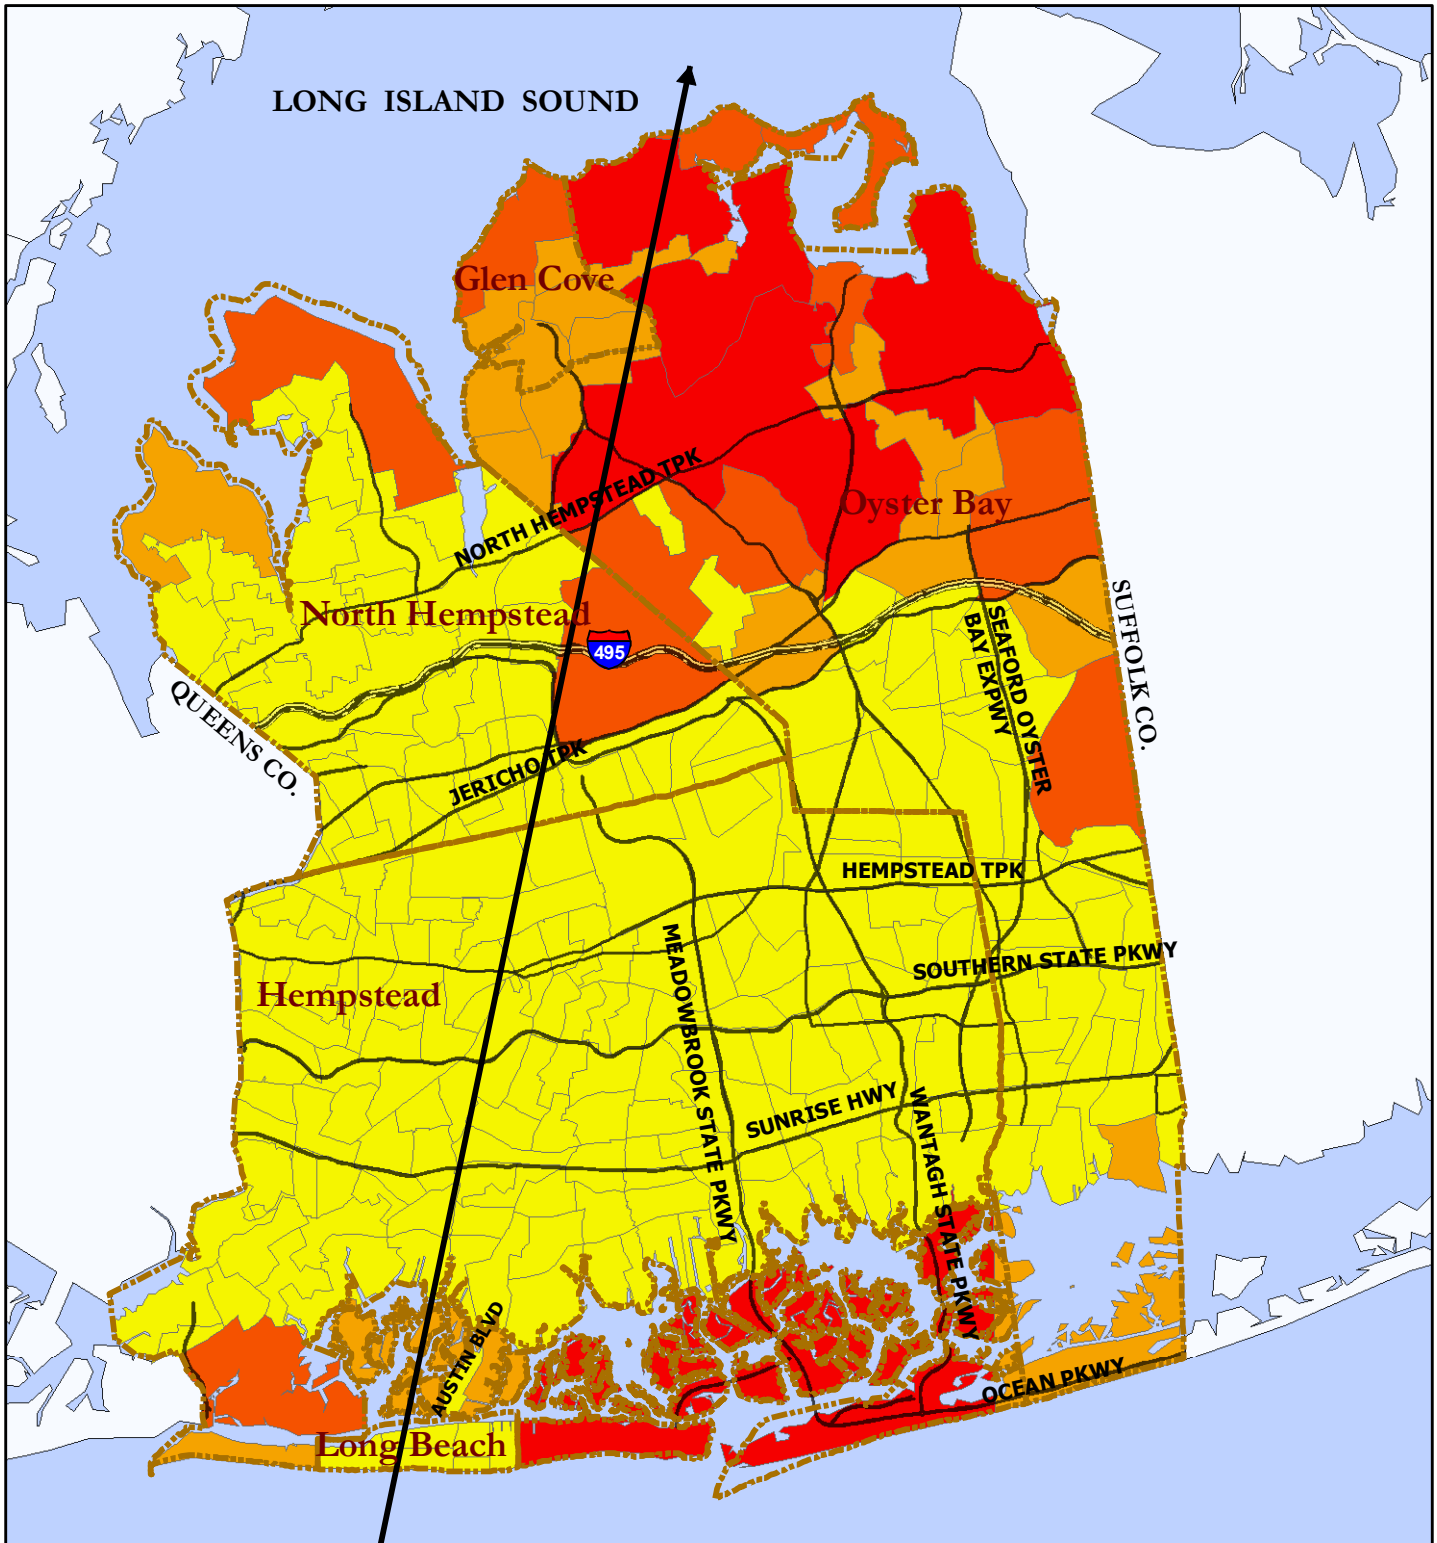 LONG ISLAND SOUND
Glen Cove
NORTH HEMPSTEAD TPK
Oyster Bay
North Hempstead
495
SUFFOLK CO.
SEAFORD OYSTER
BAY EXPWY
QUEENS CO.
JERICHO TPK
HEMPSTEAD TPK
MEADOWBROOK STATE PKWY
SOUTHERN STATE PKWY
Hempstead
SUNRISE HWY
WANTAGH STATE PKWY
AUSTIN BLVD
OCEAN PKWY
Long Beach